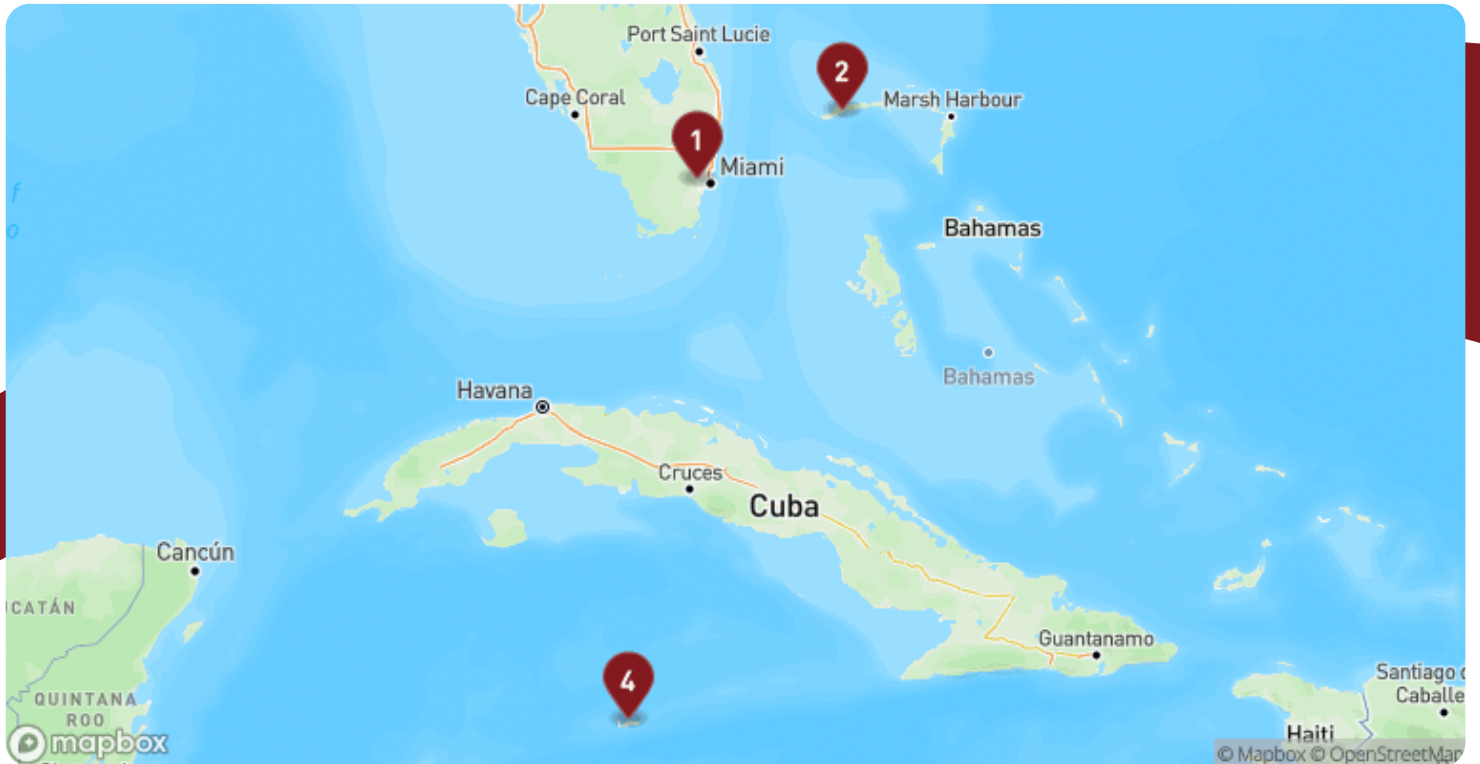 Port Saint Lucie
2
Cape Coral
Marsh Harbour
1
Miami
f
o
Bahamas
Havana
Bahamas
Cruces
Cuba
Cancún
UCATÁN
Guantanamo
4
Santiago
Caballe
QUINTANA
ROO
Haiti
mapbox
© Mapbox © OpenStreetMap